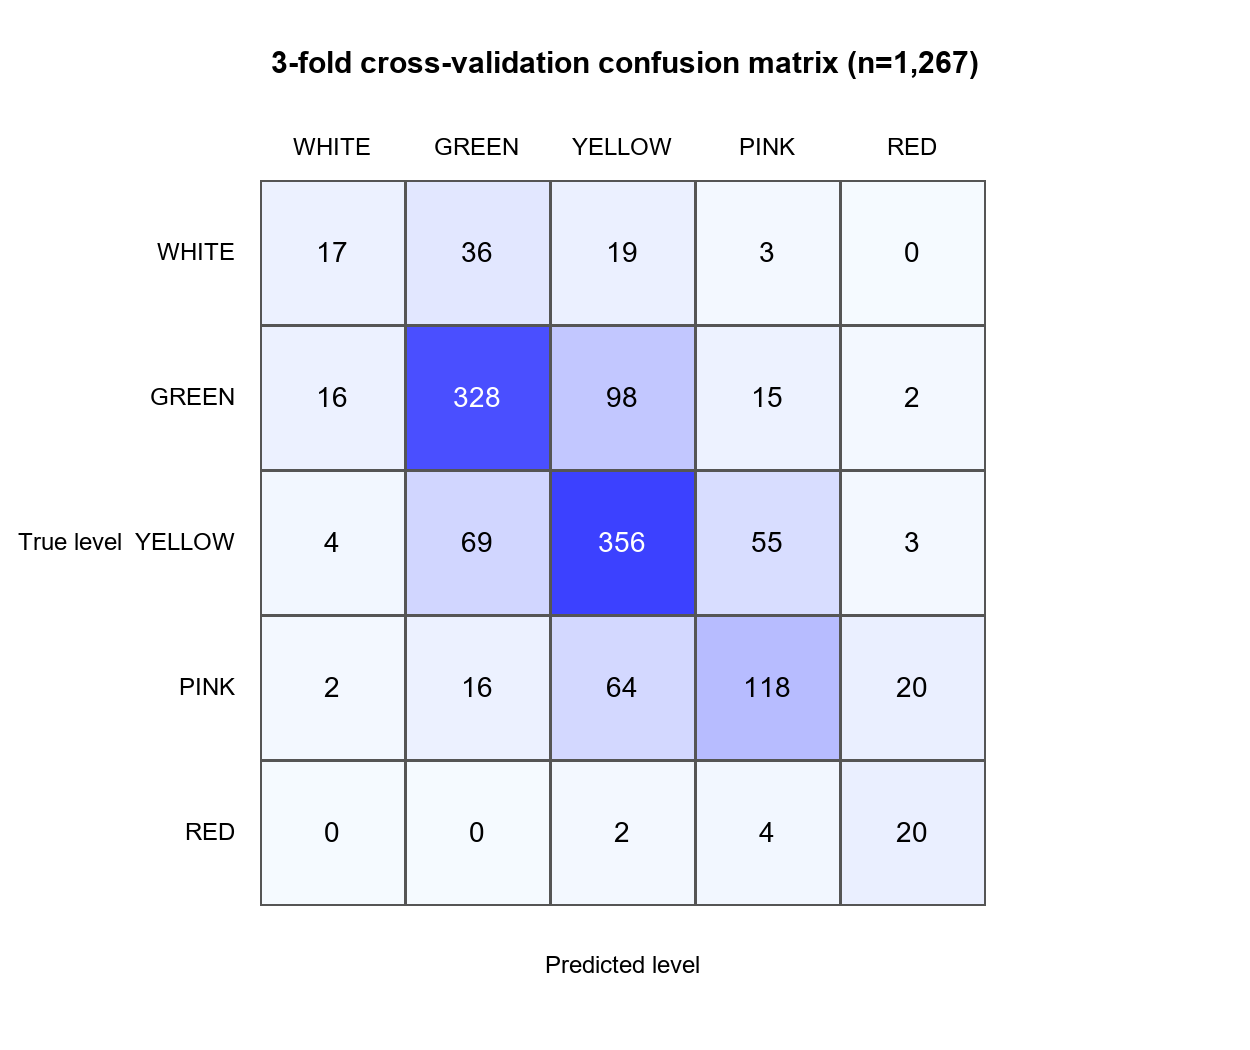 3-fold cross-validation confusion matrix (n=1,267)
WHITE GREEN YELLOW PINK RED
WHITE 17 36 19 3 0
GREEN 16 328 98 15 2
True level YELLOW 4 69 356 55 3
PINK 2 16 64 118 20
RED 0 0 2 4 20
Predicted level